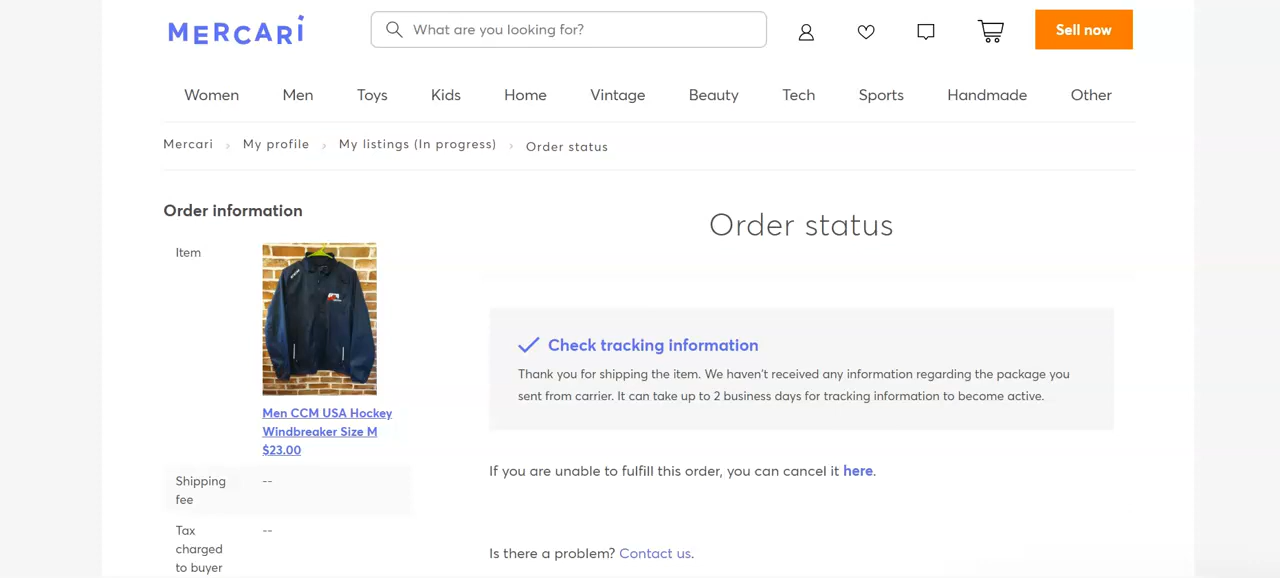 MERCARI
What are you looking for?
Sell now
Women Men Toys Kids Home Vintage Beauty Tech Sports Handmade Other
Mercari › My profile › My listings (In progress) › Order status
Order information
Order status
Item
Check tracking information
Thank you for shipping the item. We haven't received any information regarding the package you
sent from carrier. It can take up to 2 business days for tracking information to become active.
Men CCM USA Hockey
Windbreaker Size M
$23.00
If you are unable to fulfill this order, you can cancel it here.
Shipping --
fee
Tax --
charged
to buyer
Is there a problem? Contact us.